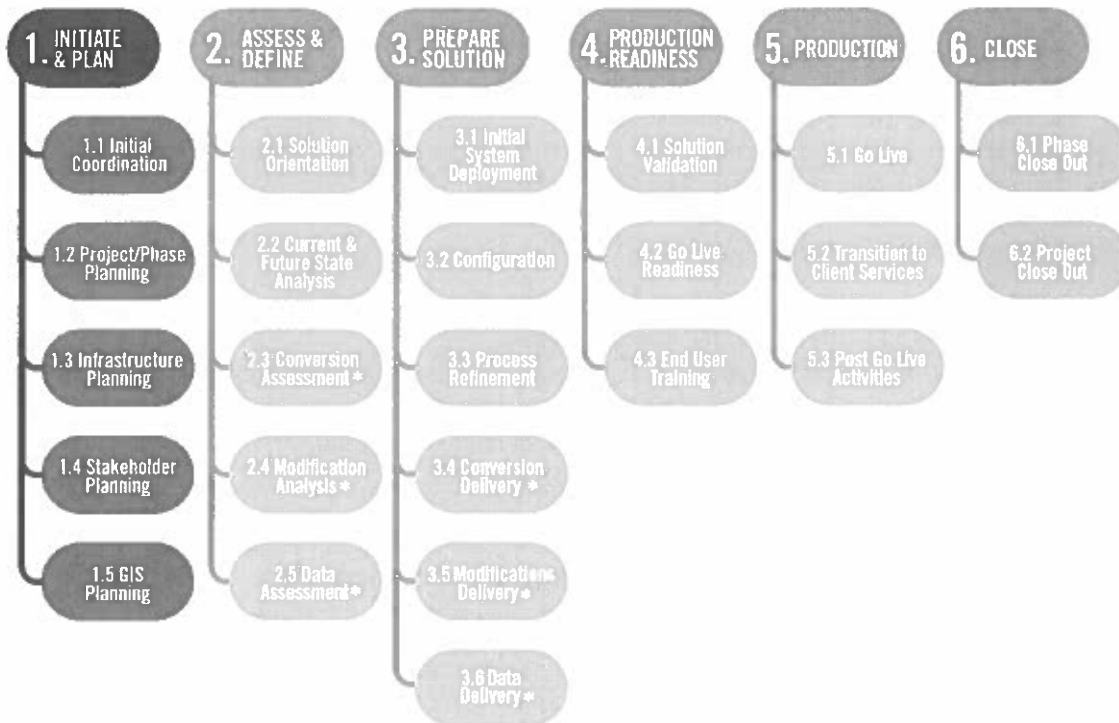 1. INITIATE
& PLAN
1.1 Initial
Coordination
1.2 Project/Phase
Planning
1.3 Infrastructure
Planning
1.4 Stakeholder
Planning
1.5 GIS
Planning
2. ASSESS &
DEFINE
2.1 Solution
Orientation
2.2 Current &
Future State
Analysis
2.3 Conversion
Assessment*
2.4 Modification
Analysis*
2.5 Data
Assessment*
3. PREPARE
SOLUTION
3.1 Initial
System
Deployment
3.2 Configuration
3.3 Process
Refinement
3.4 Conversion
Delivery*
3.5 Modifications
Delivery*
3.6 Data
Delivery*
4. PRODUCTION
READINESS
4.1 Solution
Validation
4.2 Go Live
Readiness
4.3 End User
Training
5. PRODUCTION
5.1 Go Live
5.2 Transition to
Client Services
5.3 Post Go Live
Activities
6. CLOSE
6.1 Phase
Close Out
6.2 Project
Close Out